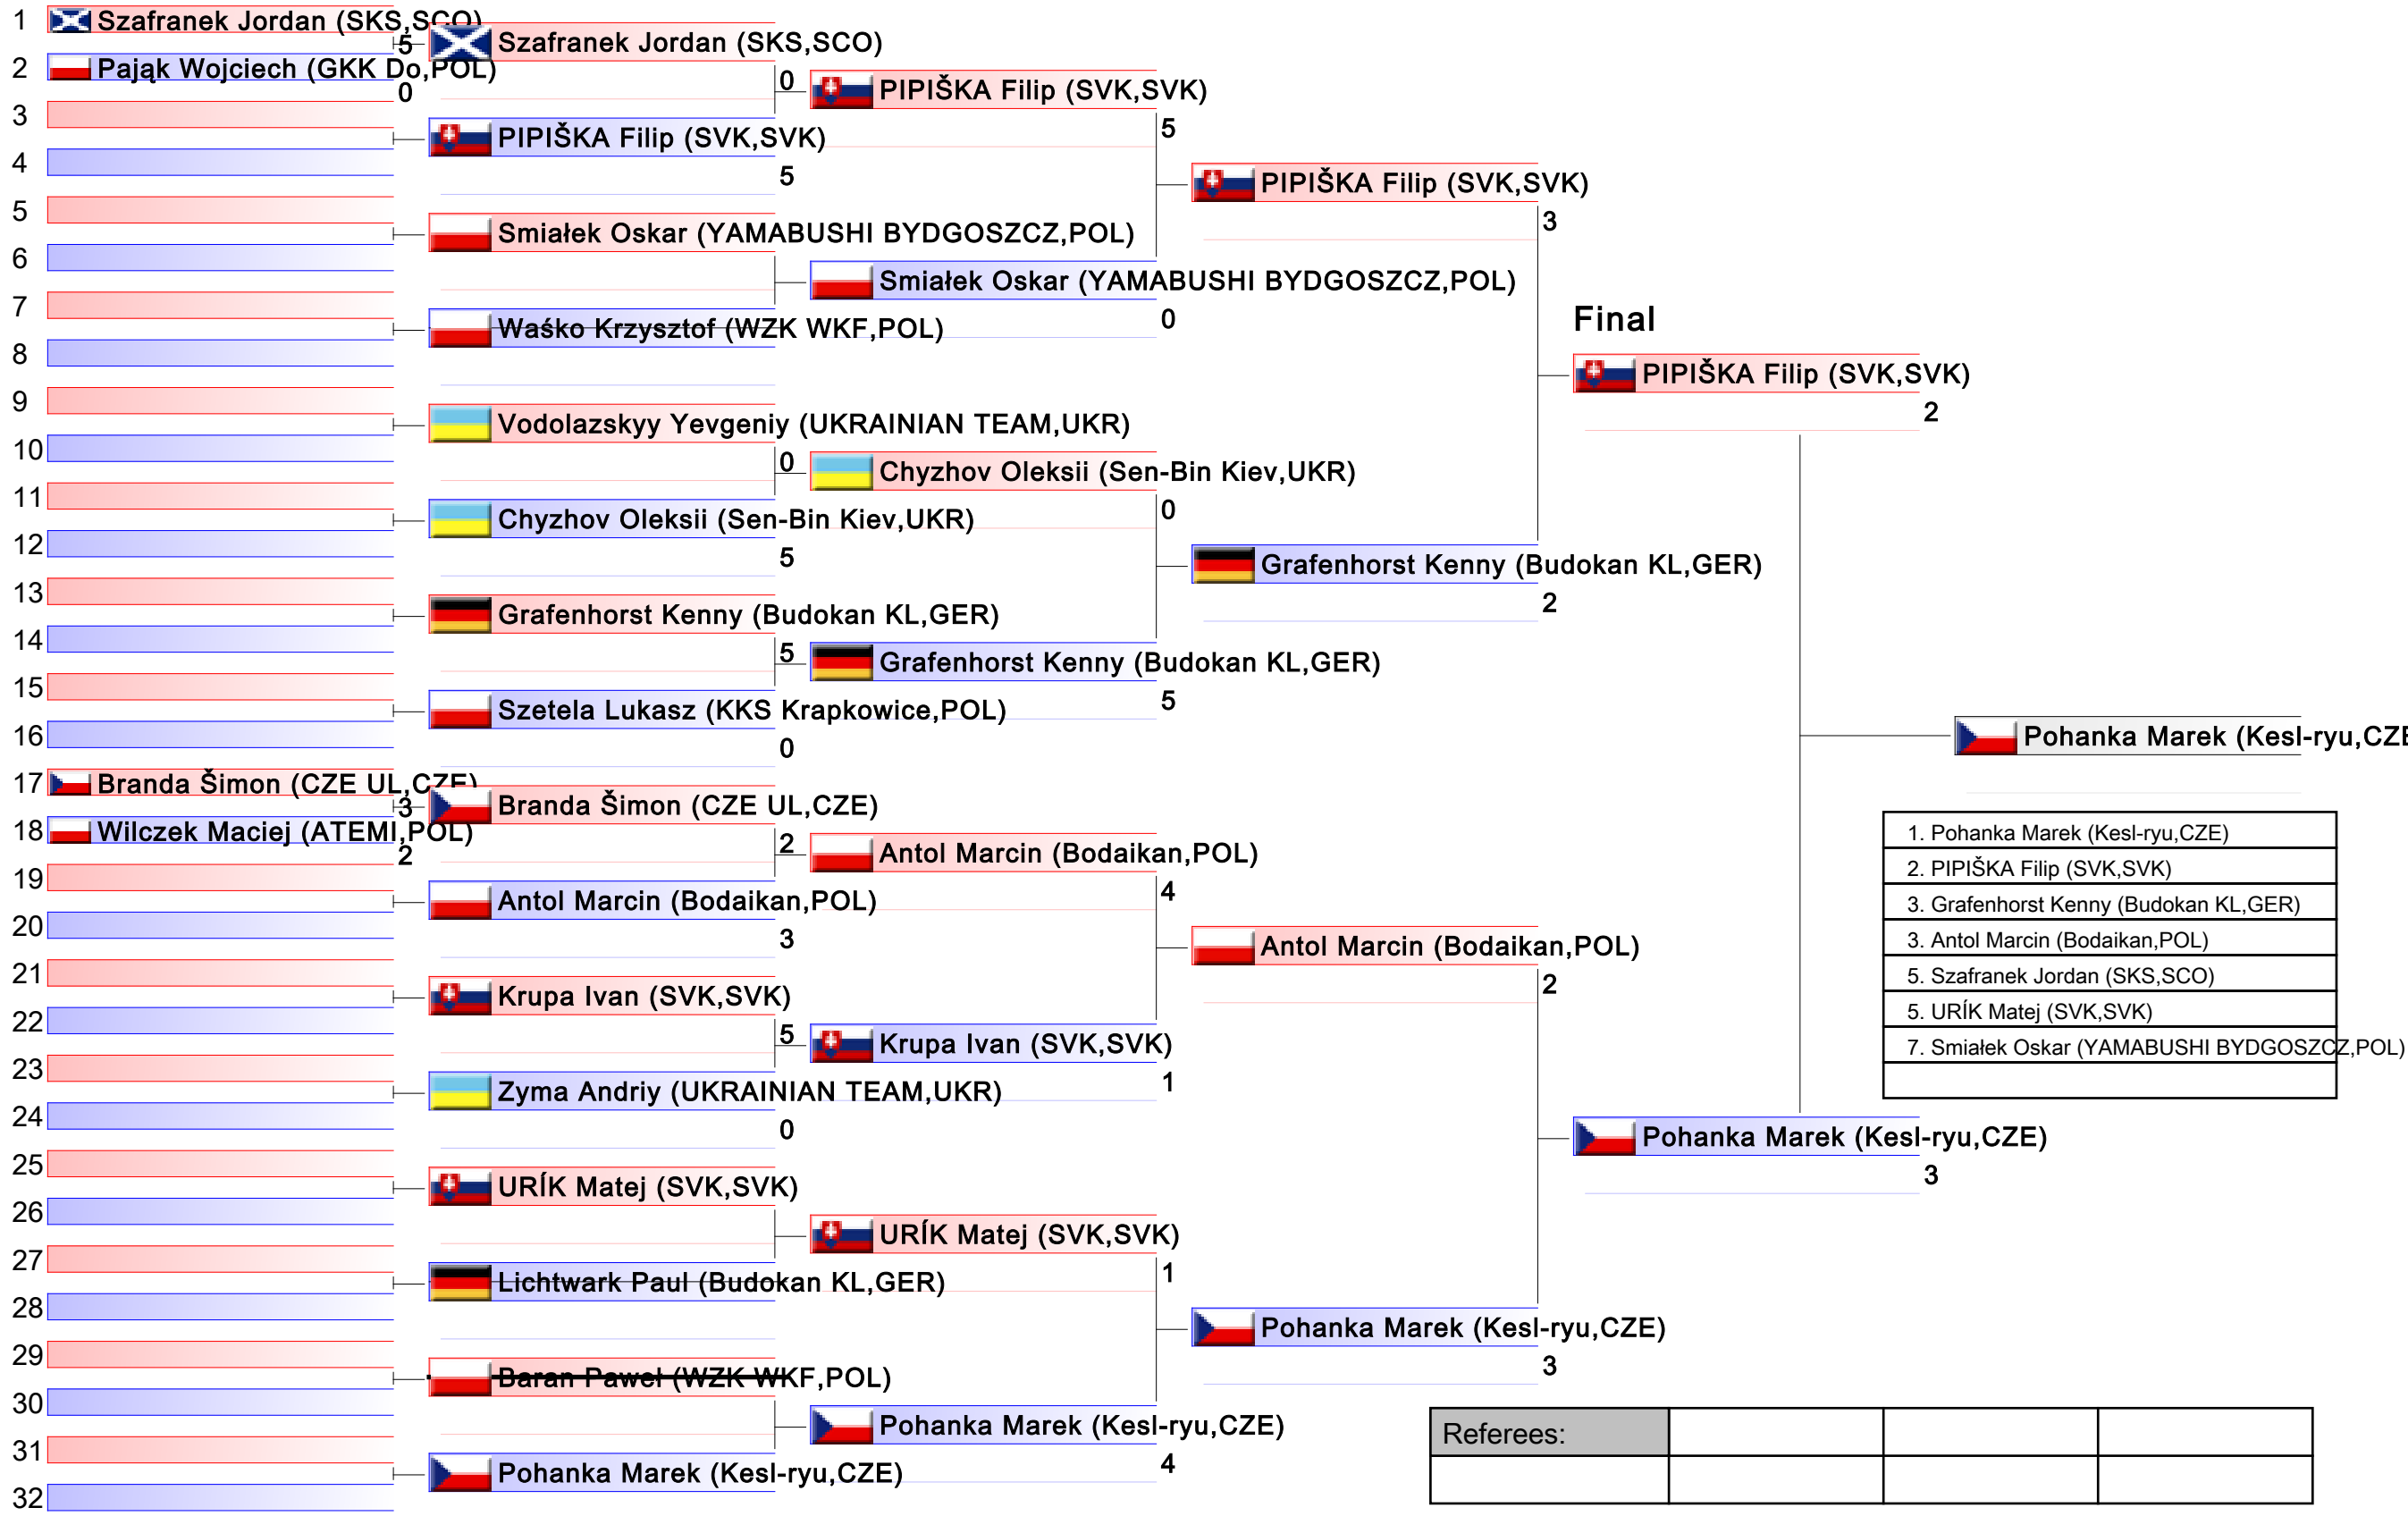 1 Szafranek Jordan (SKS,SCO)
5
2 Pająk Wojciech (GKK Do,POL)
0
3
4
5
6
7
8
9
10
11
12
13
14
15
16
17 Branda Šimon (CZE UL,CZE)
3
18 Wilczek Maciej (ATEMI,POL)
2
19
20
21
22
23
24
25
26
27
28
29
30
31
32
Szafranek Jordan (SKS,SCO)
0
PIPIŠKA Filip (SVK,SVK)
5
Smiałek Oskar (YAMABUSHI BYDGOSZCZ,POL)
Waśko Krzysztof (WZK WKF,POL)
Vodolazskyy Yevgeniy (UKRAINIAN TEAM,UKR)
0
Chyzhov Oleksii (Sen-Bin Kiev,UKR)
5
Grafenhorst Kenny (Budokan KL,GER)
5
Szetela Lukasz (KKS Krapkowice,POL)
0
Branda Šimon (CZE UL,CZE)
2
Antol Marcin (Bodaikan,POL)
3
Krupa Ivan (SVK,SVK)
5
Zyma Andriy (UKRAINIAN TEAM,UKR)
0
URÍK Matej (SVK,SVK)
Lichtwark Paul (Budokan KL,GER)
Baran Paweł (WZK WKF,POL)
Pohanka Marek (Kesl-ryu,CZE)
PIPIŠKA Filip (SVK,SVK)
5
Smiałek Oskar (YAMABUSHI BYDGOSZCZ,POL)
0
Chyzhov Oleksii (Sen-Bin Kiev,UKR)
0
Grafenhorst Kenny (Budokan KL,GER)
5
Antol Marcin (Bodaikan,POL)
4
Krupa Ivan (SVK,SVK)
1
URÍK Matej (SVK,SVK)
1
Pohanka Marek (Kesl-ryu,CZE)
4
PIPIŠKA Filip (SVK,SVK)
3
Grafenhorst Kenny (Budokan KL,GER)
2
Antol Marcin (Bodaikan,POL)
2
Pohanka Marek (Kesl-ryu,CZE)
3
Final
PIPIŠKA Filip (SVK,SVK)
2
Pohanka Marek (Kesl-ryu,CZE)
3
Pohanka Marek (Kesl-ryu,CZE
1. Pohanka Marek (Kesl-ryu,CZE)
2. PIPIŠKA Filip (SVK,SVK)
3. Grafenhorst Kenny (Budokan KL,GER)
3. Antol Marcin (Bodaikan,POL)
5. Szafranek Jordan (SKS,SCO)
5. URÍK Matej (SVK,SVK)
7. Smiałek Oskar (YAMABUSHI BYDGOSZCZ,POL)
Referees: